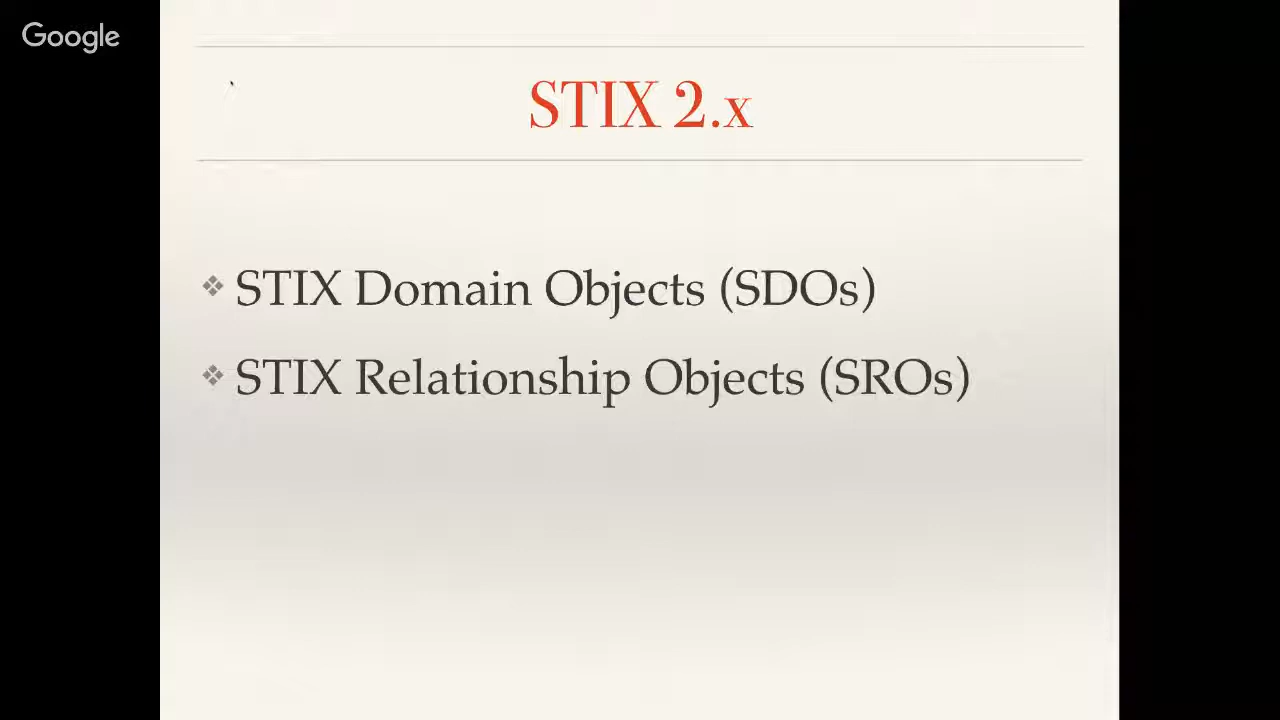 Google
STIX 2.x
STIX Domain Objects (SDOs)
STIX Relationship Objects (SROs)